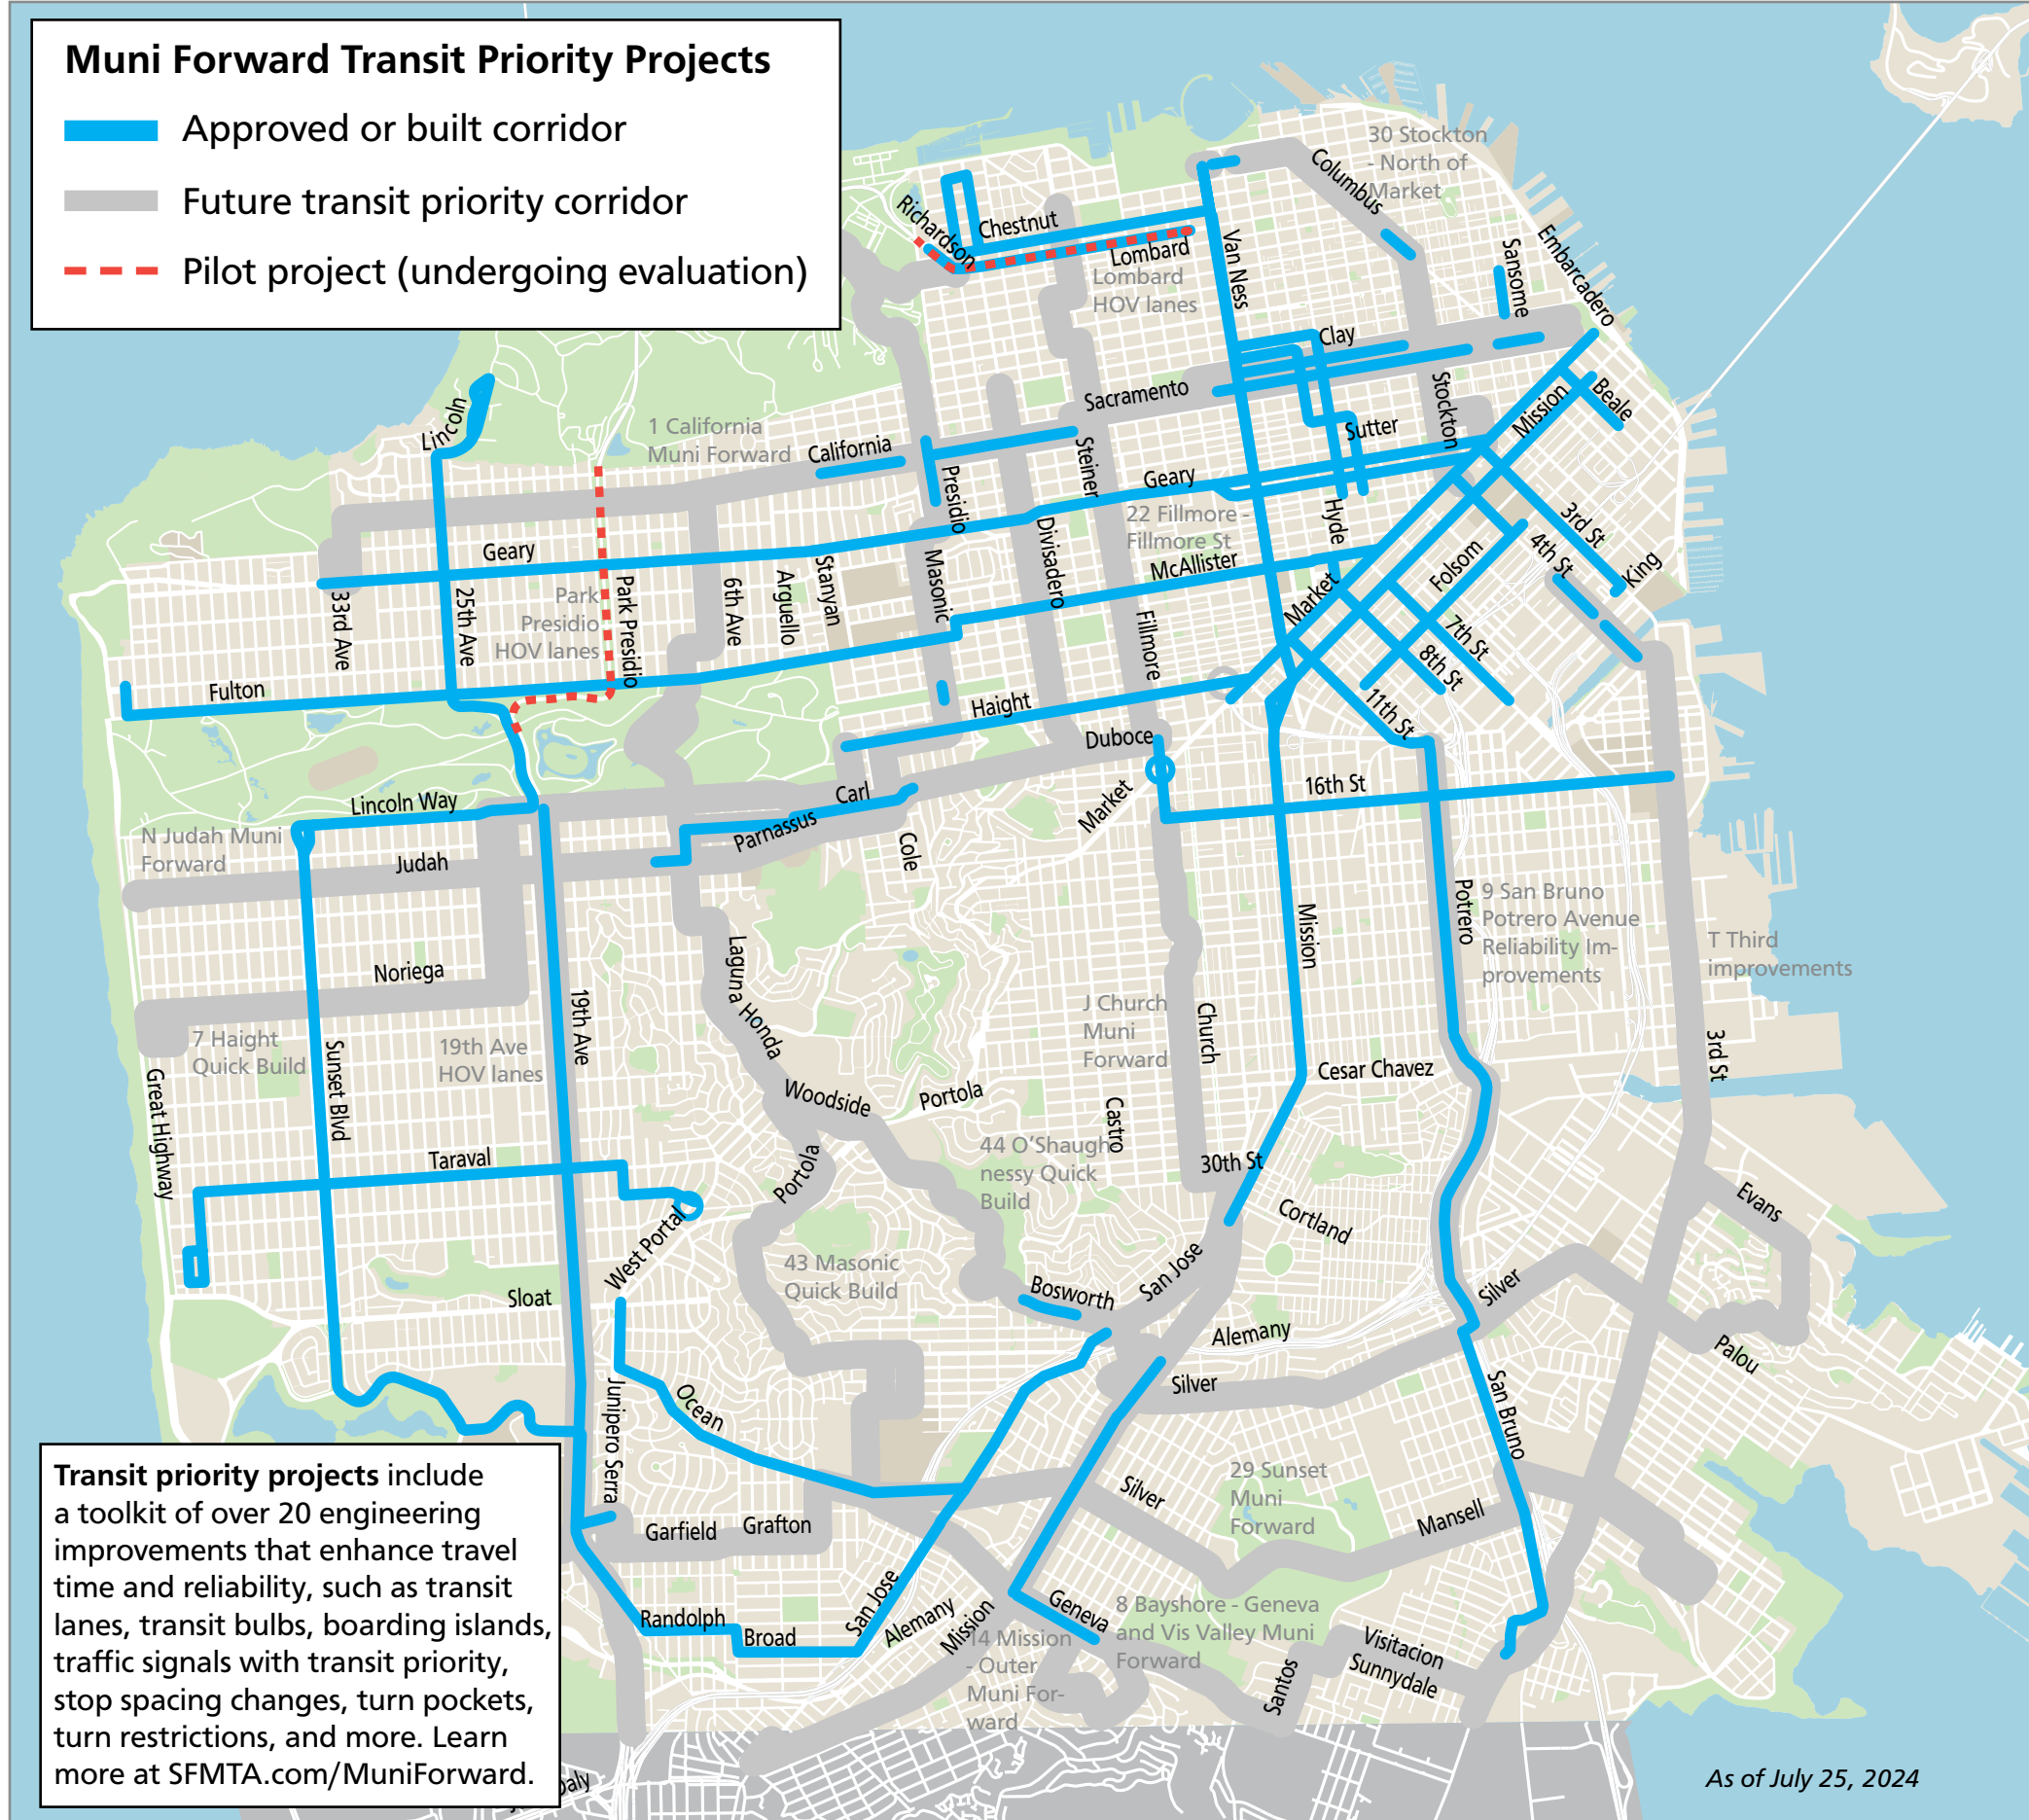 Muni Forward Transit Priority Projects
Approved or built corridor
Future transit priority corridor
Pilot project (undergoing evaluation)
30 Stockton
- North of
Market
Columbus
Richardson
Chestnut
Lombard
Lombard
HOV lanes
Van Ness
Sansome
Embarcadero
Clay
Sacramento
Stockton
Mission
Beale
Sutter
Lincoln
1 California
Muni Forward
California
Presidio
Steiner
Geary
Hyde
22 Fillmore -
Fillmore St
McAllister
Market
Folsom
3rd St
4th St
King
7th St
8th St
11th St
Geary
33rd Ave
25th Ave
Park
Presidio
HOV lanes
Park Presidio
6th Ave
Arguello
Stanyan
Masonic
Divisadero
Fillmore
Fulton
Haight
Duboce
16th St
Lincoln Way
Carl
Parnassus
Cole
Market
N Judah Muni
Forward
Judah
Noriega
Laguna Honda
Mission
Potrero
9 San Bruno
Potrero Avenue
Reliability Im-
provements
T Third
improvements
7 Haight
Quick Build
Sunset Blvd
19th Ave
HOV lanes
19th Ave
J Church
Muni
Forward
Church
Cesar Chavez
3rd St
Great Highway
Woodside
Portola
Castro
44 O'Shaugh
nessy Quick
Build
30th St
Taraval
Portola
West Portal
Cortland
Evans
43 Masonic
Quick Build
Sloat
Bosworth
San Jose
Alemany
Silver
Silver
Palou
Junipero Serra
Ocean
San Bruno
Silver
29 Sunset
Muni
Forward
Mansell
Garfield
Grafton
Randolph
Broad
San Jose
Alemany
Mission
Geneva
8 Bayshore - Geneva
and Vis Valley Muni
Forward
14 Mission
- Outer
Muni For-
ward
Santos
Visitacion
Sunnydale
Transit priority projects include
a toolkit of over 20 engineering
improvements that enhance travel
time and reliability, such as transit
lanes, transit bulbs, boarding islands,
traffic signals with transit priority,
stop spacing changes, turn pockets,
turn restrictions, and more. Learn
more at SFMTA.com/MuniForward.
As of July 25, 2024